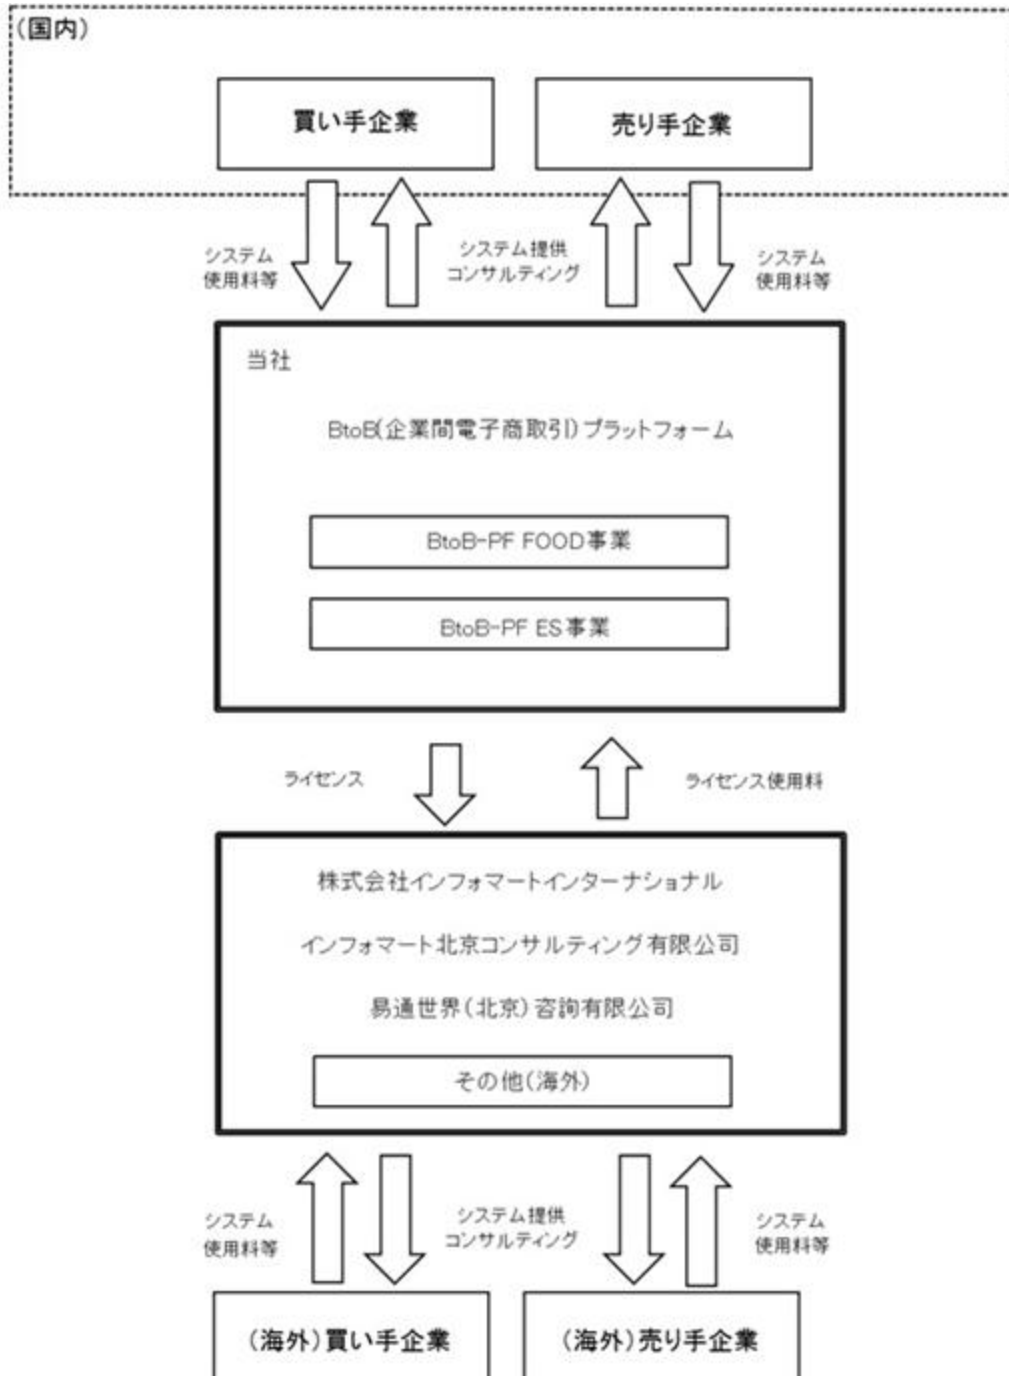 (国内)
買い手企業
売り手企業
システム
使用料等
システム提供
コンサルティング
システム
使用料等
当社
BtoB(企業間電子商取引)プラットフォーム
BtoB-PF FOOD事業
BtoB-PF ES事業
ライセンス
ライセンス使用料
株式会社インフォマートインターナショナル
インフォマート北京コンサルティング有限公司
易通世界(北京)咨詢有限公司
その他(海外)
システム
使用料等
システム提供
コンサルティング
システム
使用料等
(海外)買い手企業
(海外)売り手企業